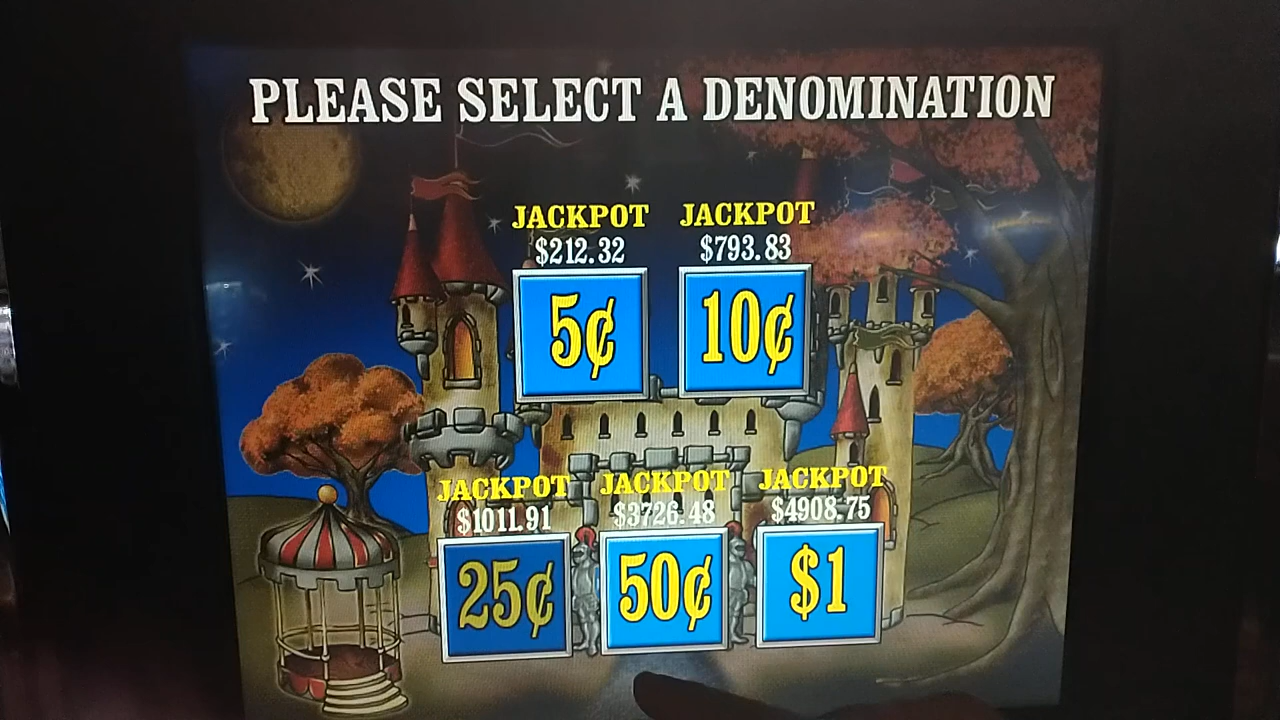 PLEASE SELECT A DENOMINATION
JACKPOT JACKPOT
$212.32 $793.83
5¢ 10¢
JACKPOT JACKPOT JACKPOT
$1011.91 $3726.48 $4908.75
25¢ 50¢ $1